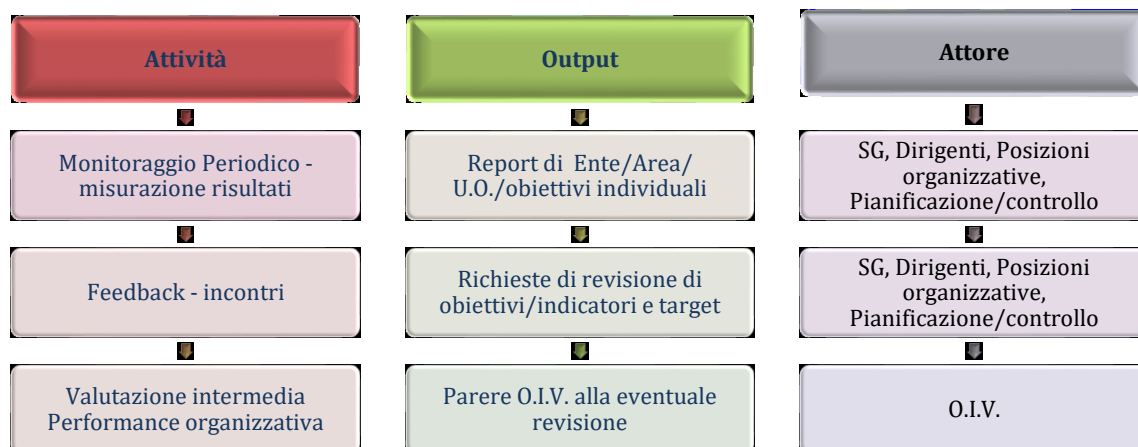 Attività
Monitoraggio Periodico -
misurazione risultati
Feedback - incontri
Valutazione intermedia
Performance organizzativa
Output
Report di Ente/Area/
U.O./obiettivi individuali
Richieste di revisione di
obiettivi/indicatori e target
Parere O.I.V. alla eventuale
revisione
Attore
SG, Dirigenti, Posizioni
organizzative,
Pianificazione/controllo
SG, Dirigenti, Posizioni
organizzative,
Pianificazione/controllo
O.I.V.